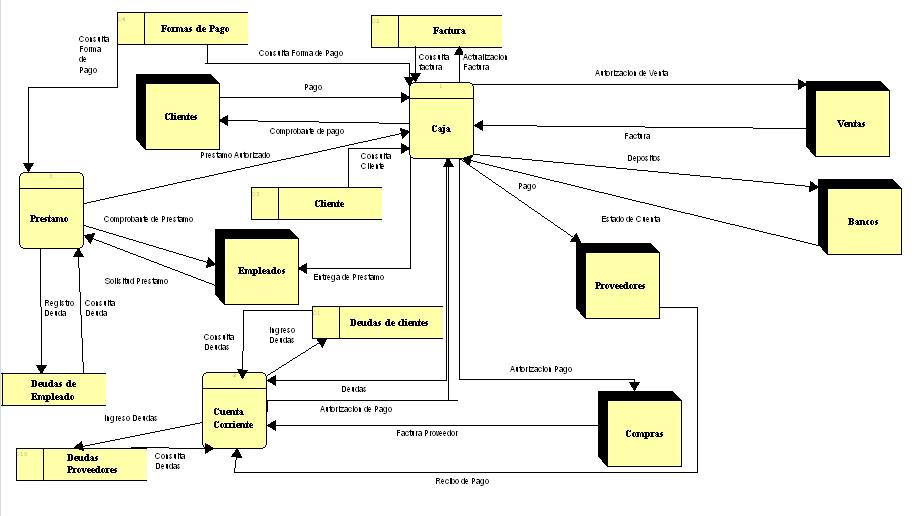 Formas de Pago
Factura
Consulta
Forma
de
Pago
Consulta Forma de Pago
Consulta
factura
Actualizacion
Factura
Autorizacion de Venta
Pago
Clientes
Caja
Ventas
Comprobante de pago
Factura
Prestamo Autorizado
Consulta
Cliente
Depositos
Pago
Prestamo
Cliente
Comprobante de Prestamo
Estado de Cuenta
Bancos
Empleados
Solisitud Prestamo
Entrega de Prestamo
Proveedores
Registro
Deuda
Consulta
Deuda
Deudas de clientes
Consulta
Deudas
Ingreso
Deudas
Deudas de
Empleado
Deudas
Autorizacion Pago
Cuenta
Corriente
Autorizacion de Pago
Ingreso Deudas
Factura Proveedor
Compras
Deudas
Proveedores
Consulta
Deudas
Recibo de Pago